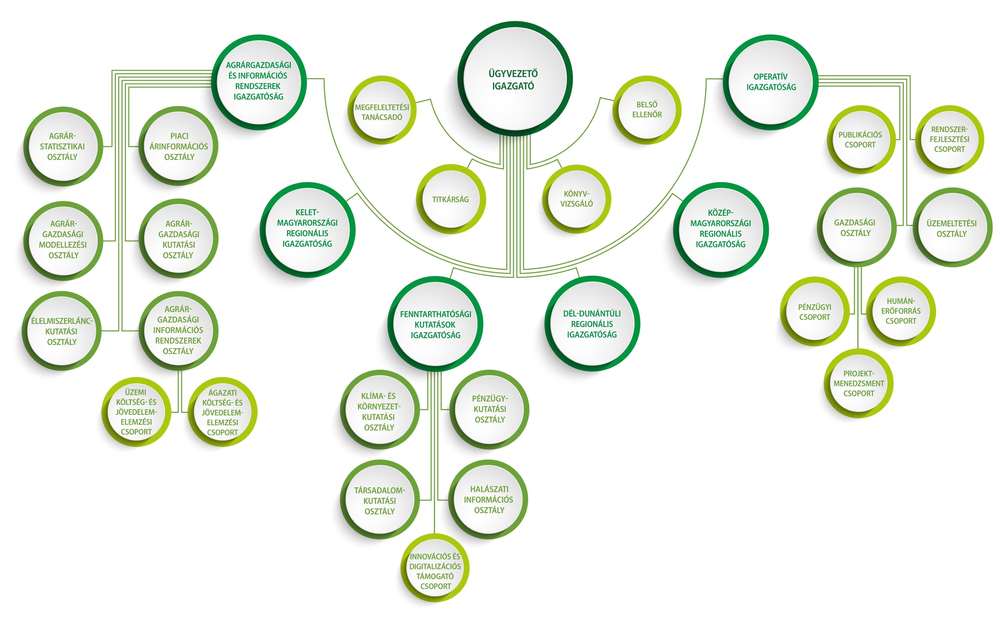 ÜGYVEZETŐ
IGAZGATÓ
AGRÁRGAZDASÁGI
ÉS INFORMÁCIÓS
RENDSZEREK
IGAZGATÓSÁG
OPERATÍV
IGAZGATÓSÁG
MEGFELELTETÉSI
TANÁCSADÓ
BELSŐ
ELLENŐR
TITKÁRSÁG
KÖNYV-
VIZSGÁLÓ
AGRÁR-
STATISZTIKAI
OSZTÁLY
PIACI
ÁRINFORMÁCIÓS
OSZTÁLY
AGRÁR-
GAZDASÁGI
MODELLEZÉSI
OSZTÁLY
AGRÁR-
GAZDASÁGI
KUTATÁSI
OSZTÁLY
ÉLELMISZERLÁNC-
KUTATÁSI
OSZTÁLY
AGRÁR-
GAZDASÁGI
INFORMÁCIÓS
RENDSZEREK
OSZTÁLY
ÜZEMI
KÖLTSÉG- ÉS
JÖVEDELEM-
ELEMZÉSI
CSOPORT
ÁGAZATI
KÖLTSÉG- ÉS
JÖVEDELEM-
ELEMZÉSI
CSOPORT
KELET-
MAGYARORSZÁGI
REGIONÁLIS
IGAZGATÓSÁG
KÖZÉP-
MAGYARORSZÁGI
REGIONÁLIS
IGAZGATÓSÁG
FENNTARTHATÓSÁGI
KUTATÁSOK
IGAZGATÓSÁG
DÉL-DUNÁNTÚLI
REGIONÁLIS
IGAZGATÓSÁG
KLÍMA- ÉS
KÖRNYEZET-
KUTATÁSI
OSZTÁLY
PÉNZÜGY-
KUTATÁSI
OSZTÁLY
TÁRSADALOM-
KUTATÁSI
OSZTÁLY
HALÁSZATI
INFORMÁCIÓS
OSZTÁLY
INNOVÁCIÓS ÉS
DIGITALIZÁCIÓS
TÁMOGATÓ
CSOPORT
PUBLIKÁCIÓS
CSOPORT
RENDSZER-
FEJLESZTÉSI
CSOPORT
GAZDASÁGI
OSZTÁLY
ÜZEMELTETÉSI
OSZTÁLY
PÉNZÜGYI
CSOPORT
HUMÁN-
ERŐFORRÁS
CSOPORT
PROJEKT-
MENEDZSMENT
CSOPORT